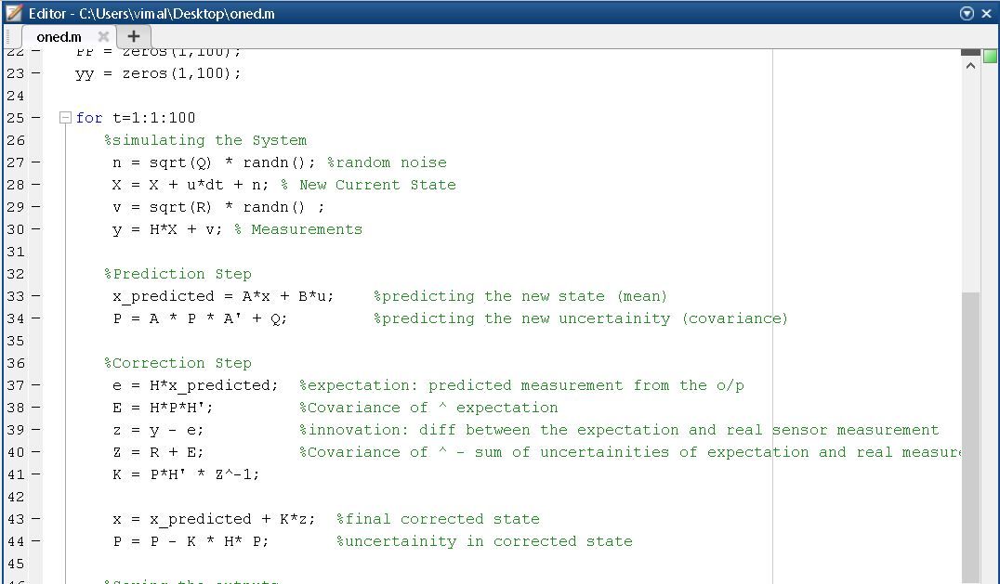 Editor - C:\Users\vimal\Desktop\oned.m
oned.m
22 - PP = zeros(1,100);
23 - yy = zeros(1,100);
24
25 - for t=1:1:100
26 %simulating the System
27 - n = sqrt(Q) * randn(); %random noise
28 - X = X + u*dt + n; % New Current State
29 - v = sqrt(R) * randn() ;
30 - y = H*X + v; % Measurements
31
32 %Prediction Step
33 - x_predicted = A*x + B*u; %predicting the new state (mean)
34 - P = A * P * A' + Q; %predicting the new uncertainity (covariance)
35
36 %Correction Step
37 - e = H*x_predicted; %expectation: predicted measurement from the o/p
38 - E = H*P*H'; %Covariance of ^ expectation
39 - z = y - e; %innovation: diff between the expectation and real sensor measurement
40 - Z = R + E; %Covariance of ^ - sum of uncertainities of expectation and real measure
41 - K = P*H' * Z^-1;
42
43 - x = x_predicted + K*z; %final corrected state
44 - P = P - K * H* P; %uncertainity in corrected state
45
46 %Saving the outputs